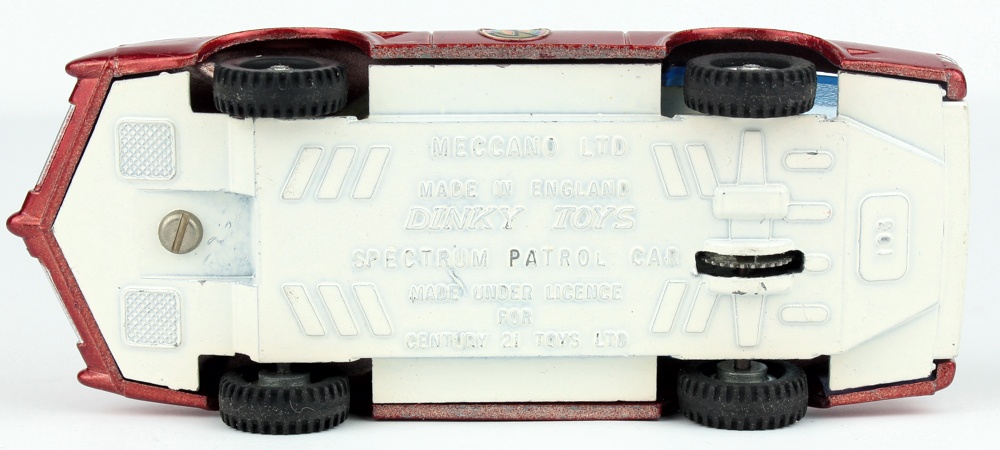 MECCANO LTD
MADE IN ENGLAND
DINKY TOYS
SPECTRUM PATROL CAR
MADE UNDER LICENCE
FOR
CENTURY 21 TOYS LTD
103